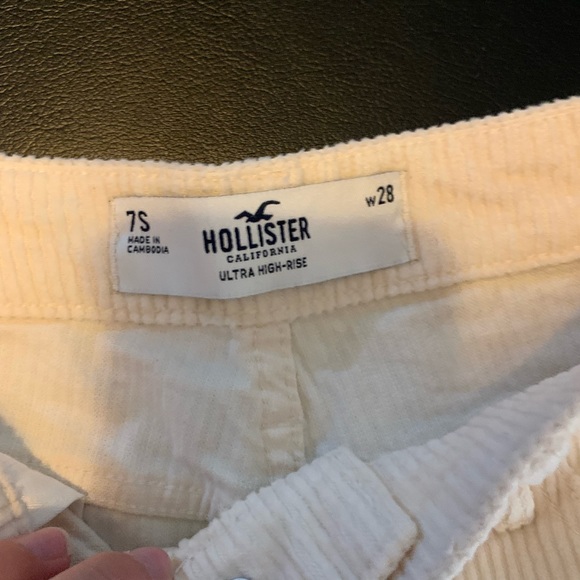 7S
MADE IN
CAMBODIA
HOLLISTER
CALIFORNIA
ULTRA HIGH-RISE
W28